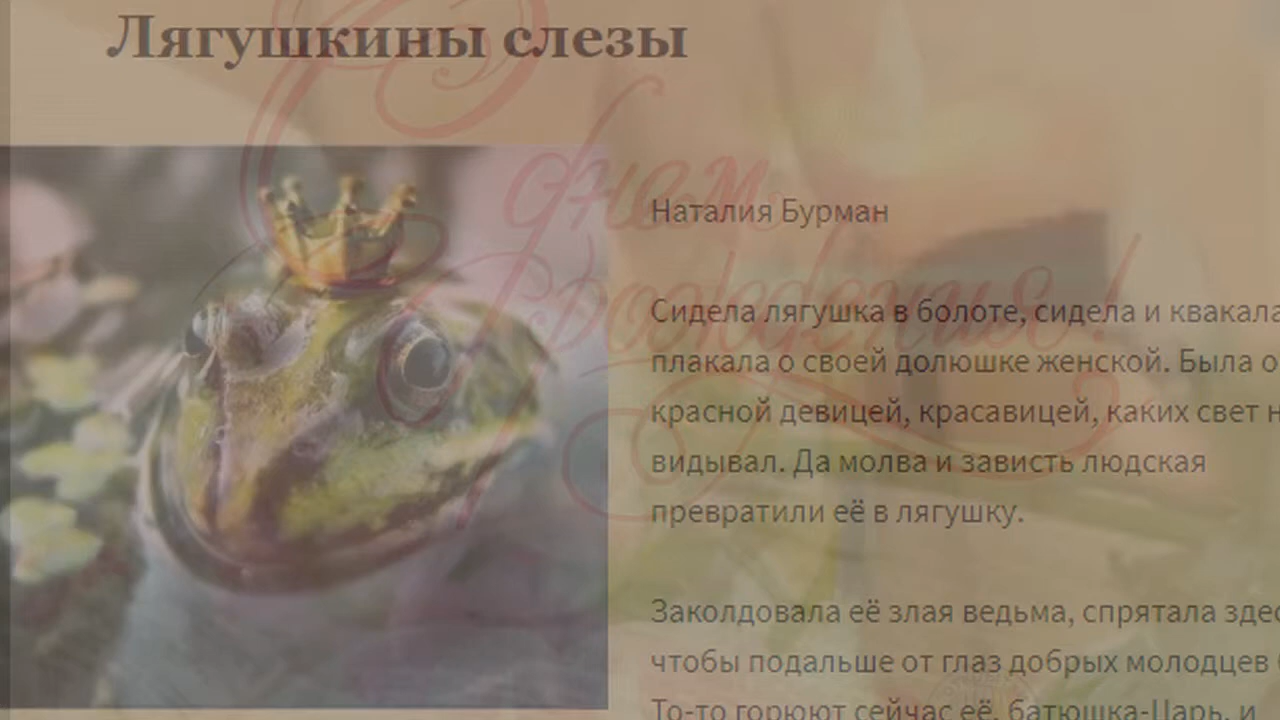 Лягушкины слезы
С днем
Рождения!
Наталия Бурман
Сидела лягушка в болоте, сидела и квакала
плакала о своей долюшке женской. Была
красной девицей, красавицей, каких свет
видывал. Да молва и зависть людская
превратили её в лягушку.
Заколдовала её злая ведьма, спрятала
чтобы подальше от глаз добрых молодцев
То-то горюют сейчас её, батюшка-Царь, и